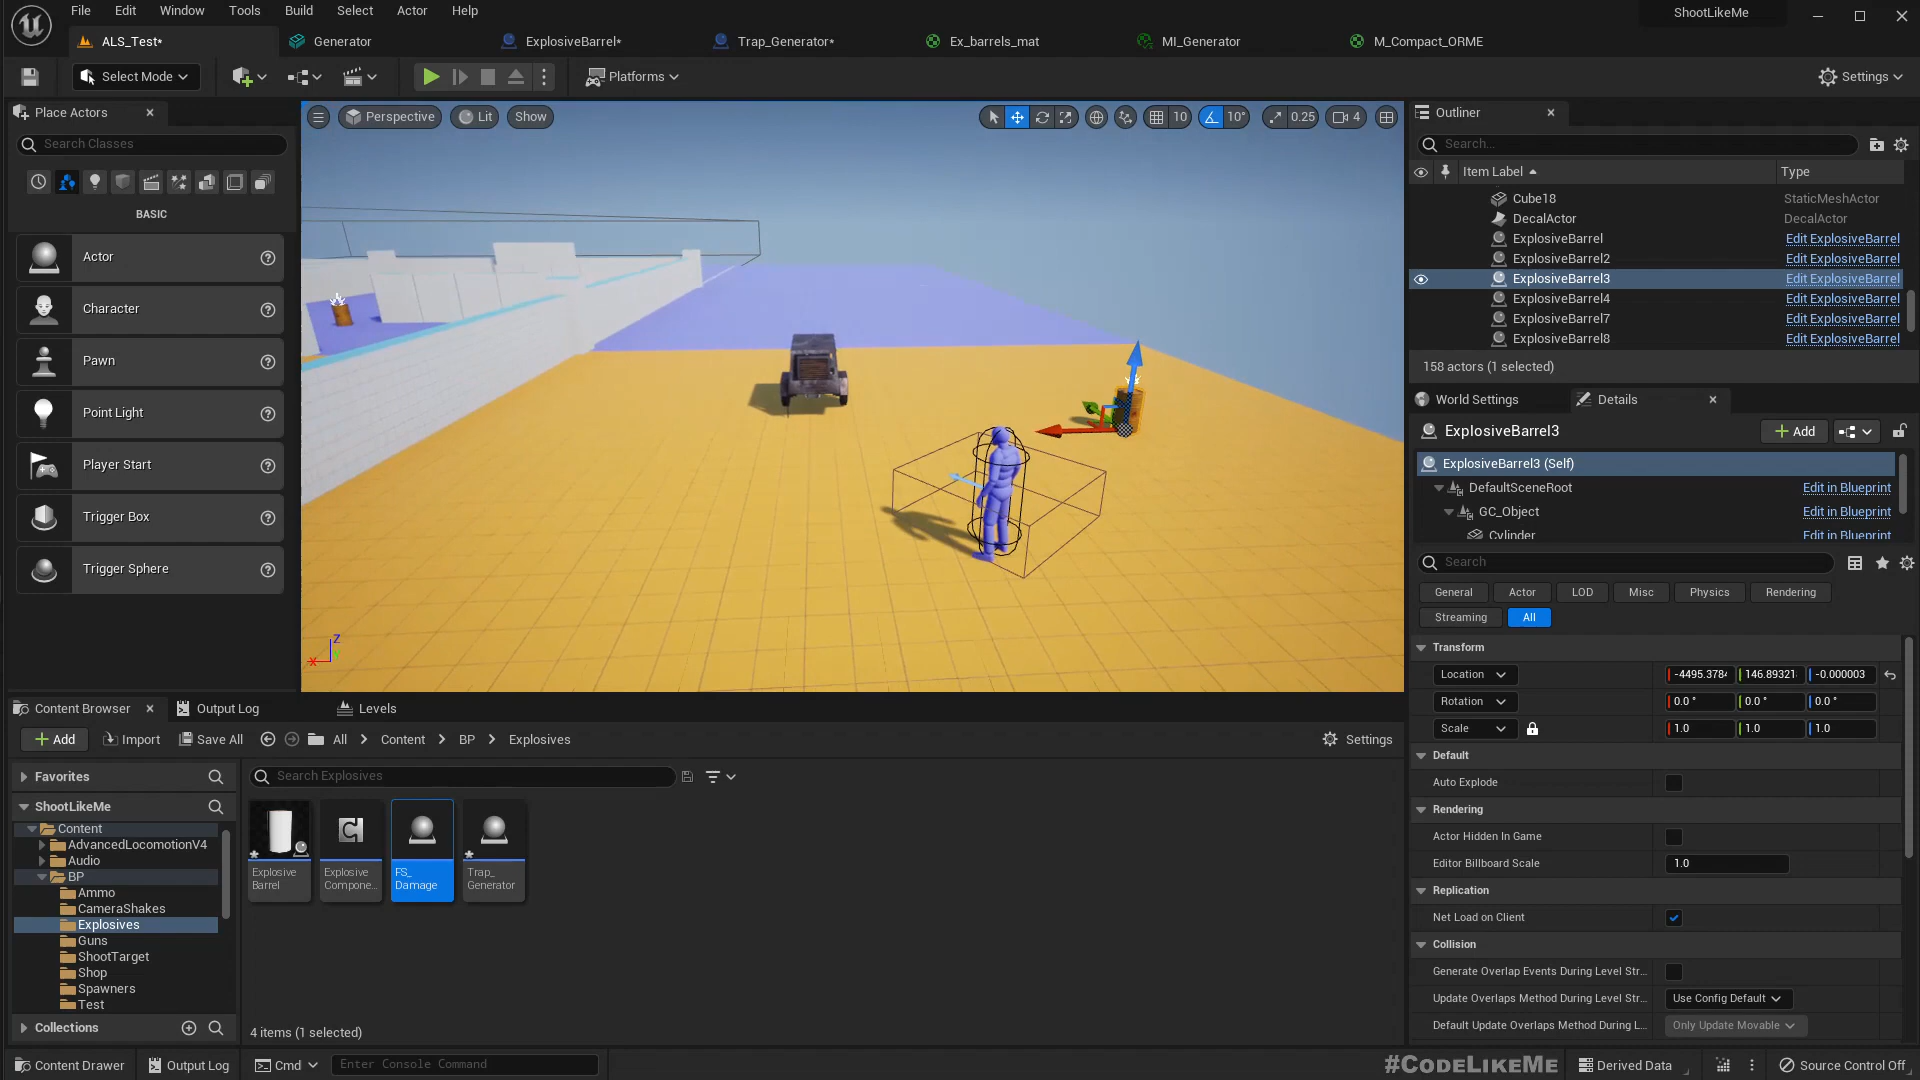 File Edit Window Tools Build Select Actor Help
ShootLikeMe
ALS_Test* Generator ExplosiveBarrel* Trap_Generator* Ex_barrels_mat MI_Generator M_Compact_ORME
Select Mode Platforms Settings
Place Actors
Search Classes
BASIC
Actor
Character
Pawn
Point Light
Player Start
Trigger Box
Trigger Sphere
Perspective Lit Show 10 10° 0.25 4
Z
X
Y
Outliner
Search...
Item Label Type
Cube18 StaticMeshActor
DecalActor DecalActor
ExplosiveBarrel Edit ExplosiveBarrel
ExplosiveBarrel2 Edit ExplosiveBarrel
ExplosiveBarrel3 Edit ExplosiveBarrel
ExplosiveBarrel4 Edit ExplosiveBarrel
ExplosiveBarrel7 Edit ExplosiveBarrel
ExplosiveBarrel8 Edit ExplosiveBarrel
158 actors (1 selected)
World Settings Details
ExplosiveBarrel3 Add
ExplosiveBarrel3 (Self)
DefaultSceneRoot Edit in Blueprint
GC_Object Edit in Blueprint
Cylinder Edit in Blueprint
Search
General Actor LOD Misc Physics Rendering
Streaming All
Transform
Location -4495.3784 146.89321 -0.000003
Rotation 0.0 ° 0.0 ° 0.0 °
Scale 1.0 1.0 1.0
Default
Auto Explode
Rendering
Actor Hidden In Game
Editor Billboard Scale 1.0
Replication
Net Load on Client
Collision
Generate Overlap Events During Level Str...
Update Overlaps Method During Level Str... Use Config Default
Default Update Overlaps Method During L... Only Update Movable
Content Browser Output Log Levels
Add Import Save All All Content BP Explosives Settings
Favorites
ShootLikeMe
Content
AdvancedLocomotionV4
Audio
BP
Ammo
CameraShakes
Explosives
Guns
ShootTarget
Shop
Spawners
Test
Collections
Search Explosives
Explosive
Barrel
Explosive
Compone...
FS_
Damage
Trap_
Generator
4 items (1 selected)
Content Drawer Output Log Cmd Enter Console Command
#CodeLikeMe
Derived Data Source Control Off